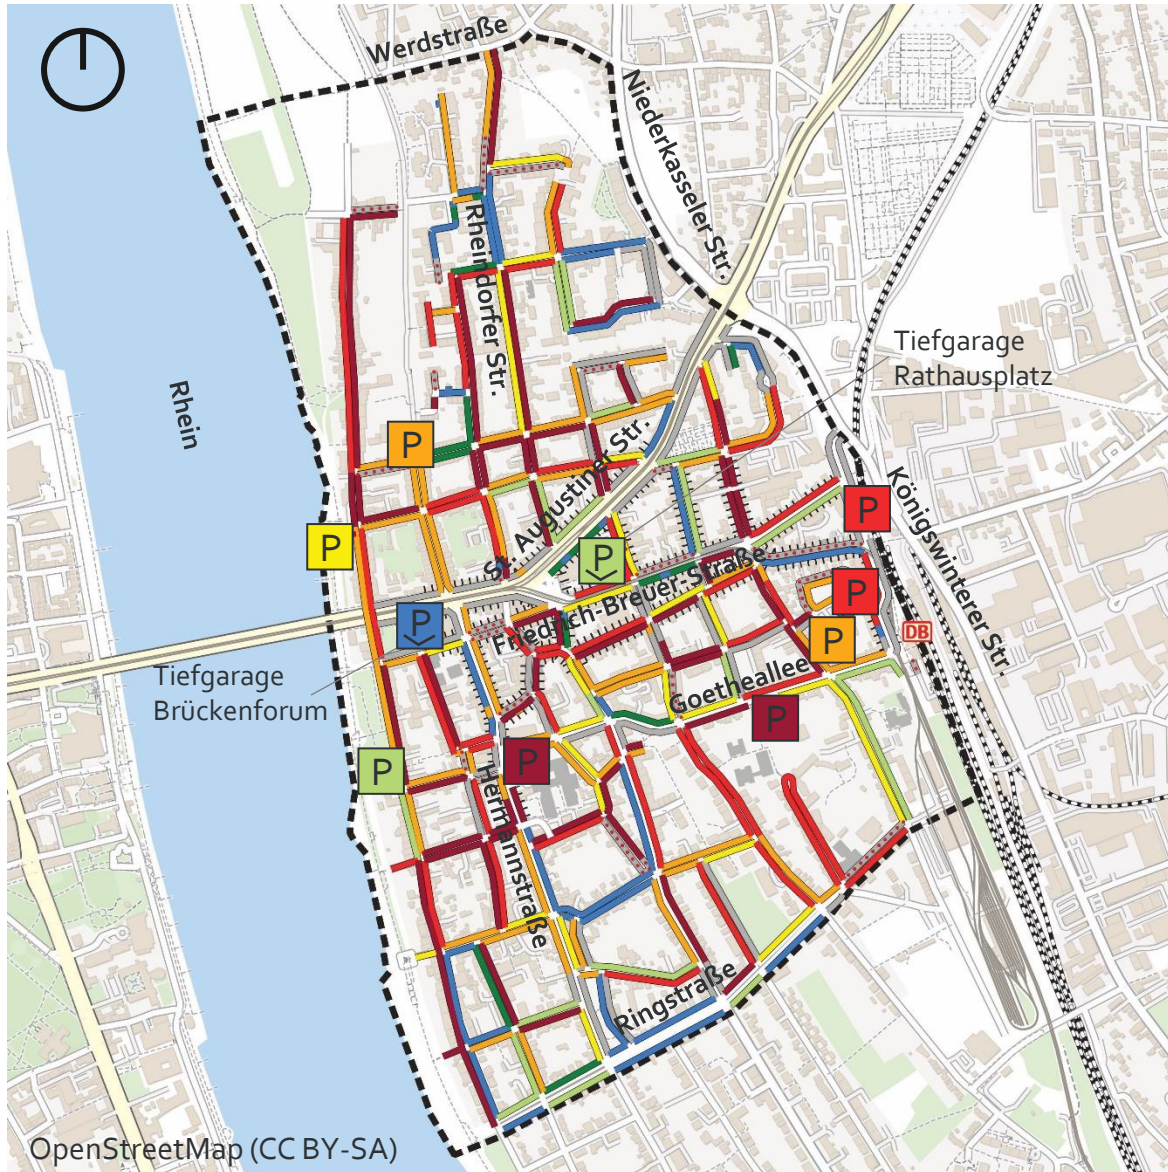 Werdstraße
Niederkasseler Str.
Rheindorfer Str.
Rhein
Tiefgarage
Rathausplatz
P
St. Augustiner Str.
Königswinterer Str.
P
P
P
Friedrich-Breuer-Straße
P
P
DB
P
Tiefgarage
Brückenforum
Goetheallee
P
P
P
Hermannstraße
Ringstraße
OpenStreetMap (CC BY-SA)